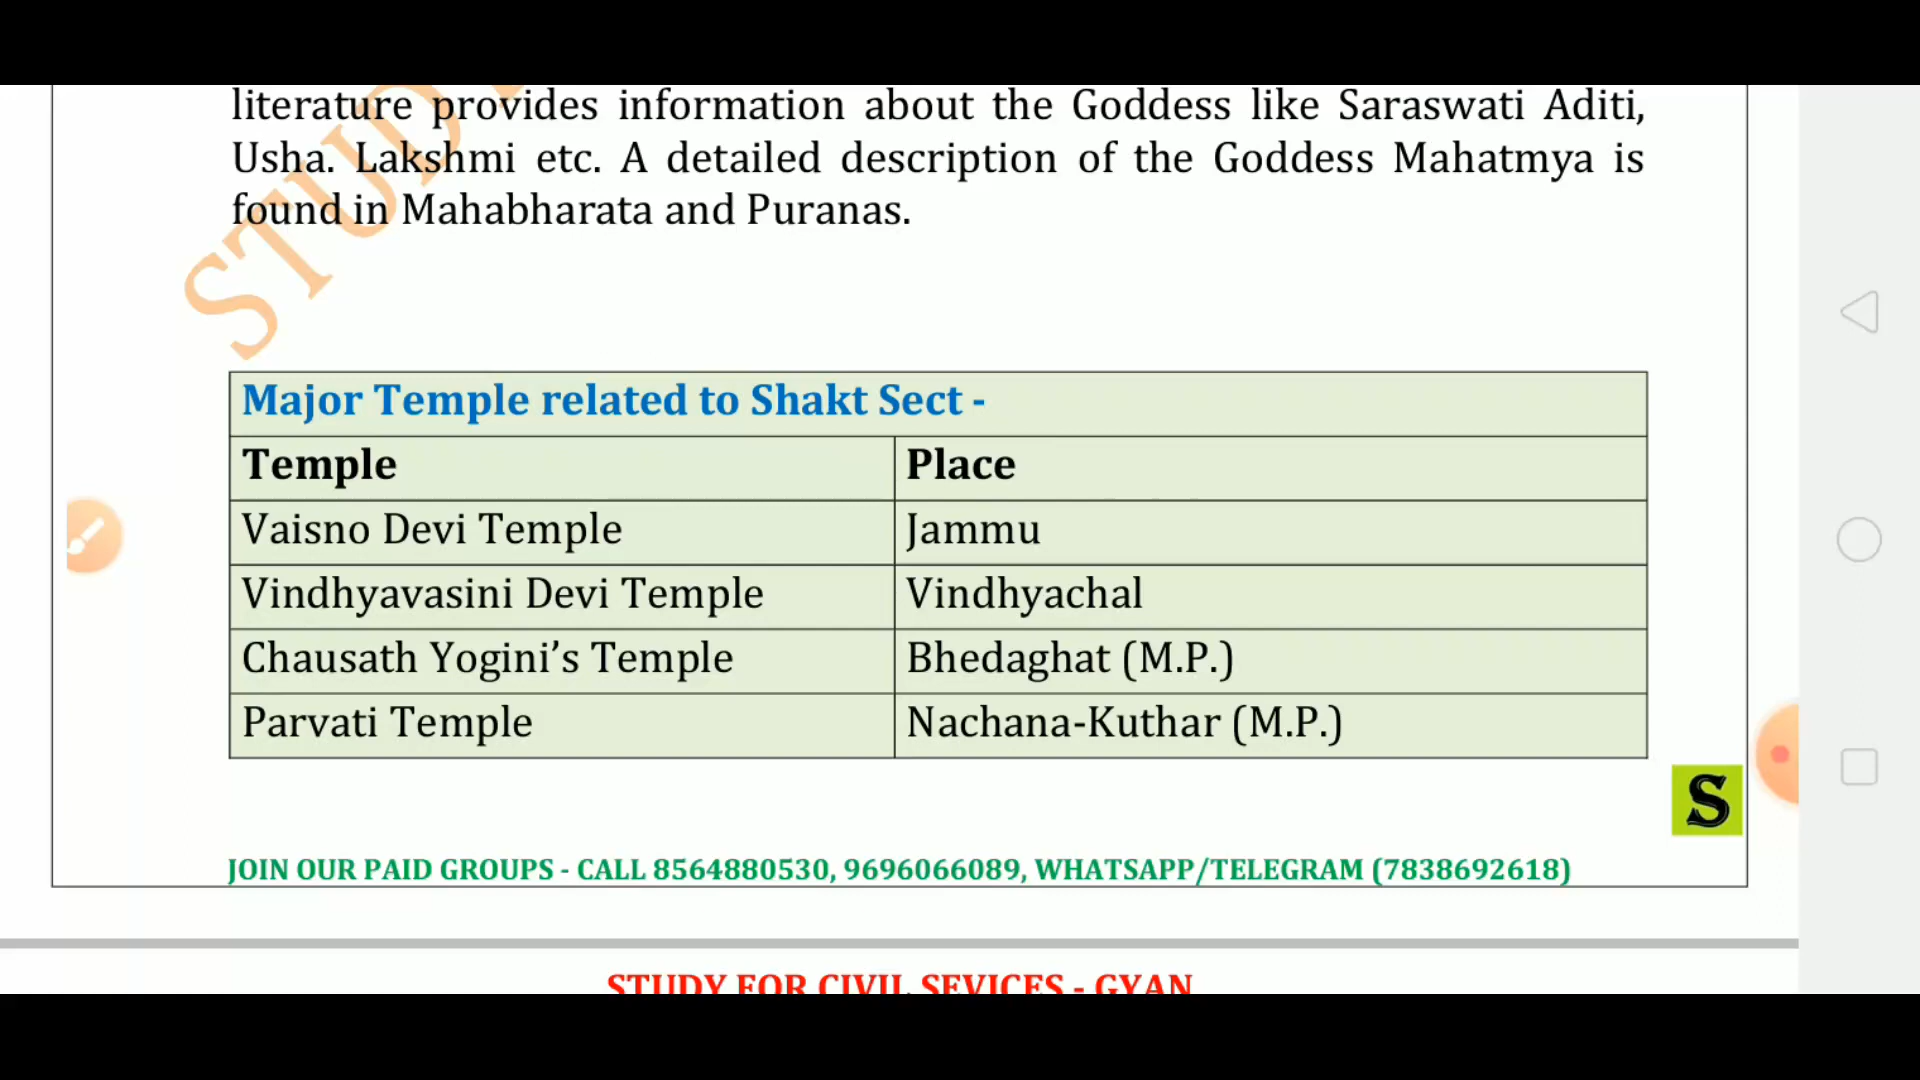 literature provides information about the Goddess like Saraswati Aditi,
Usha. Lakshmi etc. A detailed description of the Goddess Mahatmya is
found in Mahabharata and Puranas.
STUD
Major Temple related to Shakt Sect -
Temple Place
Vaisno Devi Temple Jammu
Vindhyavasini Devi Temple Vindhyachal
Chausath Yogini’s Temple Bhedaghat (M.P.)
Parvati Temple Nachana-Kuthar (M.P.)
S
JOIN OUR PAID GROUPS - CALL 8564880530, 9696066089, WHATSAPP/TELEGRAM (7838692618)
STUDY FOR CIVIL SEVICES - GYAN